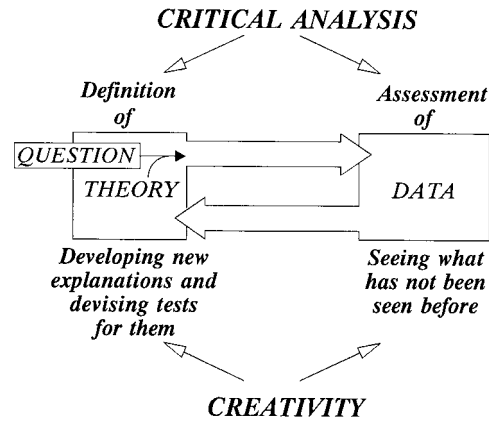 CRITICAL ANALYSIS
Definition
of
Assessment
of
QUESTION
THEORY
DATA
Developing new
explanations and
devising tests
for them
Seeing what
has not been
seen before
CREATIVITY